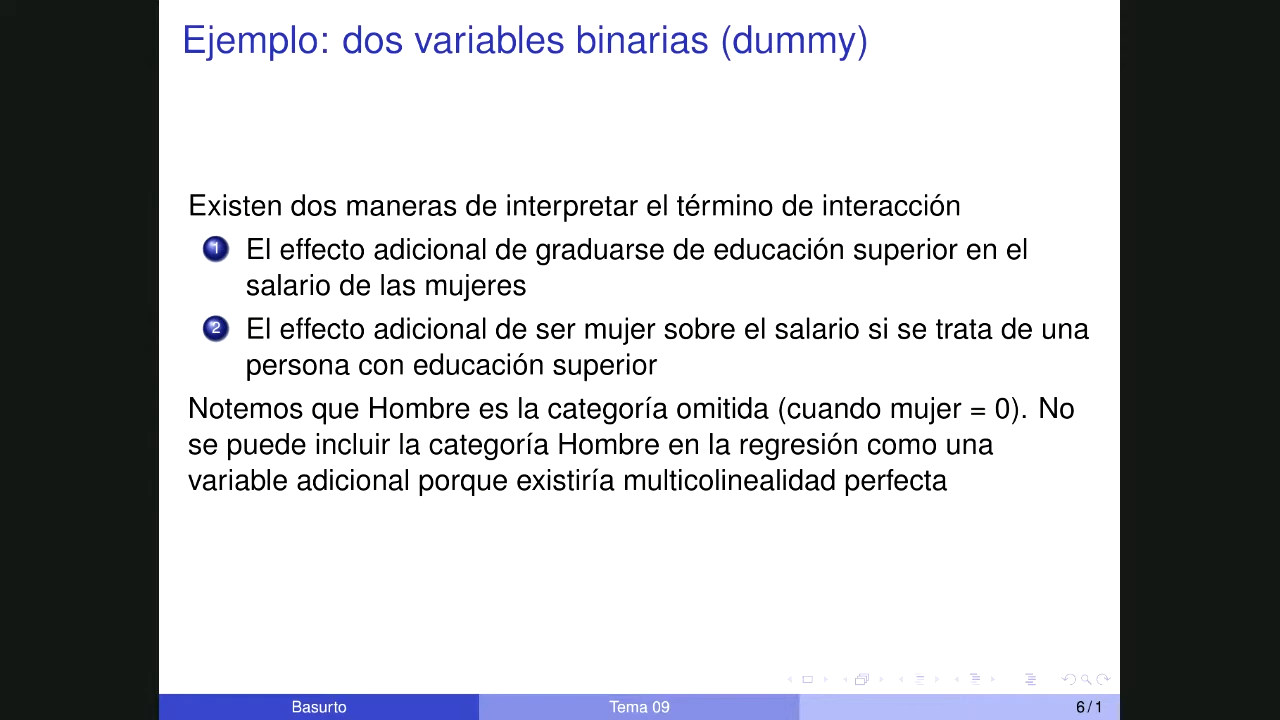 Ejemplo: dos variables binarias (dummy)
Existen dos maneras de interpretar el término de interacción
1 El effecto adicional de graduarse de educación superior en el
salario de las mujeres
2 El effecto adicional de ser mujer sobre el salario si se trata de una
persona con educación superior
Notemos que Hombre es la categoría omitida (cuando mujer = 0). No
se puede incluir la categoría Hombre en la regresión como una
variable adicional porque existiría multicolinealidad perfecta
Basurto Tema 09 6 / 1